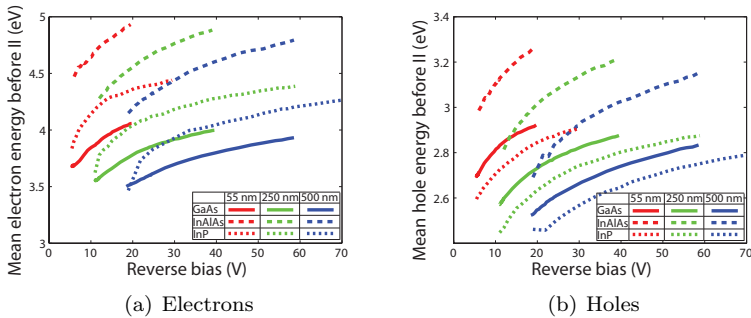 Mean electron energy before II (eV)
5
4.5
4
3.5
3
55 nm 250 nm 500 nm
GaAs
InAlAs
InP
0 10 20 30 40 50 60 70
Reverse bias (V)
(a) Electrons
Mean hole energy before II (eV)
3.4
3.2
3
2.8
2.6
55 nm 250 nm 500 nm
GaAs
InAlAs
InP
0 10 20 30 40 50 60 70
Reverse bias (V)
(b) Holes